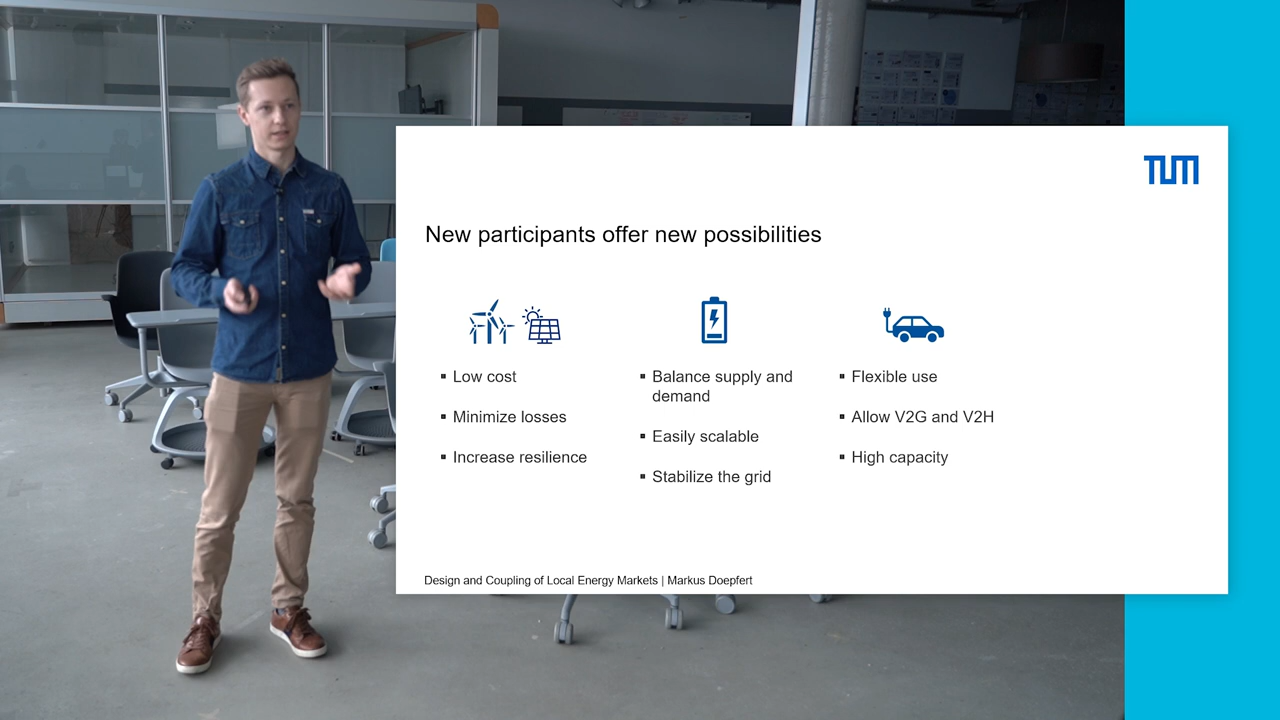 TUM
New participants offer new possibilities
▪ Low cost
▪ Minimize losses
▪ Increase resilience
▪ Balance supply and
demand
▪ Easily scalable
▪ Stabilize the grid
▪ Flexible use
▪ Allow V2G and V2H
▪ High capacity
Design and Coupling of Local Energy Markets | Markus Doepfert